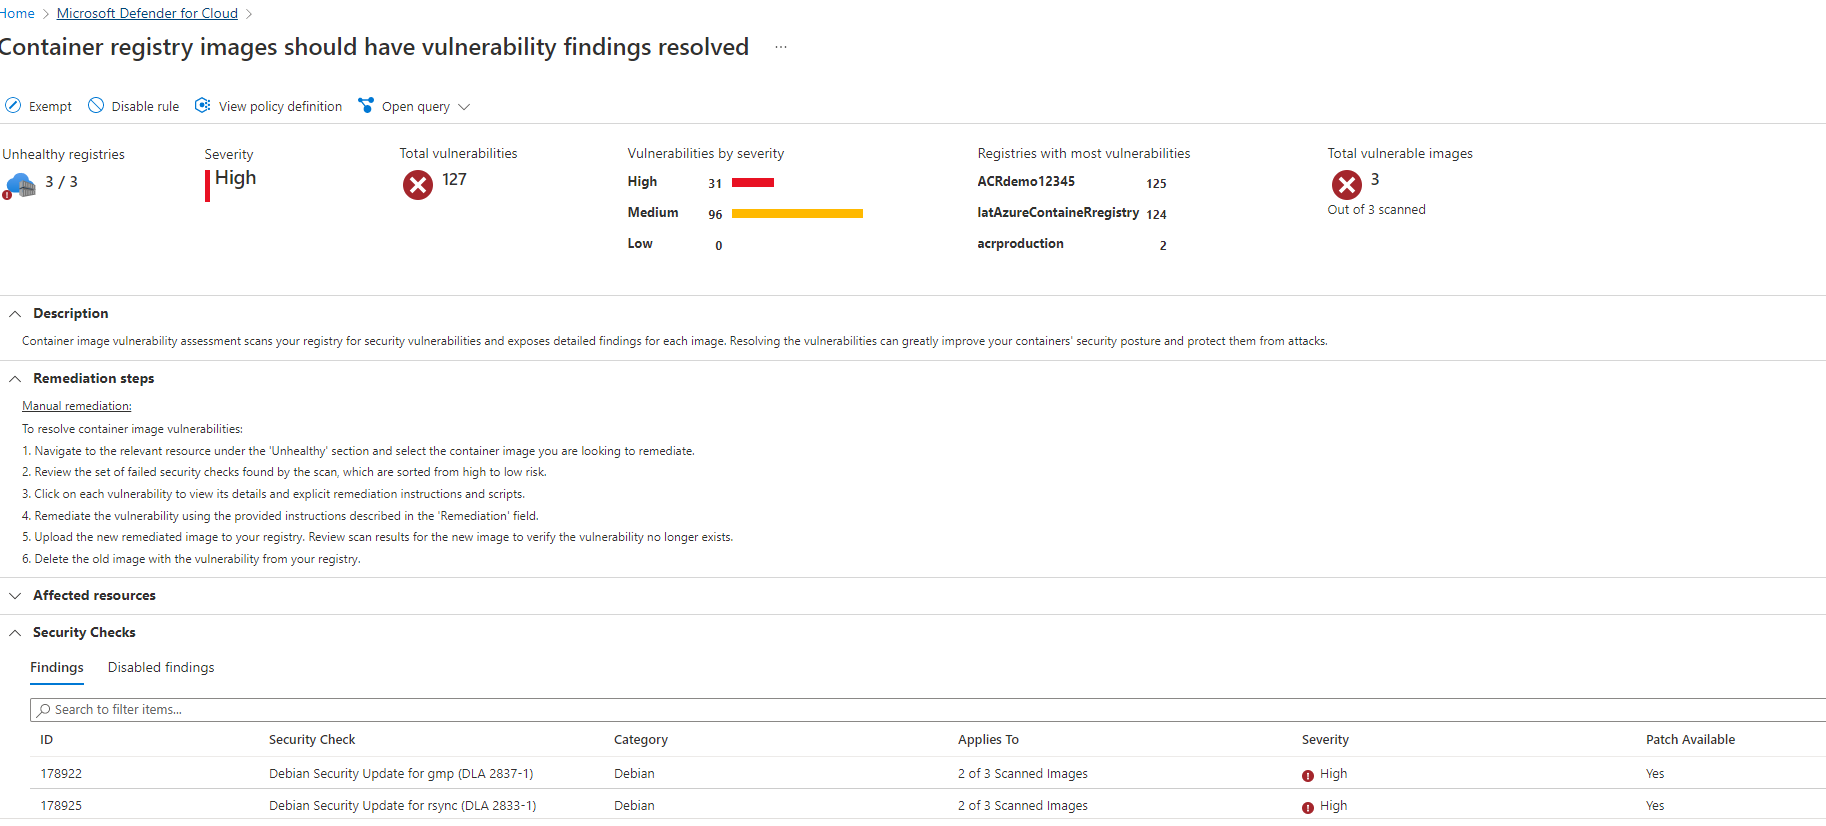 Home > Microsoft Defender for Cloud >
Container registry images should have vulnerability findings resolved ...
Exempt Disable rule View policy definition Open query
Unhealthy registries
3 / 3
Severity
High
Total vulnerabilities
127
Vulnerabilities by severity
High 31
Medium 96
Low 0
Registries with most vulnerabilities
ACRdemo12345 125
latAzureContaineRregistry 124
acrproduction 2
Total vulnerable images
3
Out of 3 scanned
Description
Container image vulnerability assessment scans your registry for security vulnerabilities and exposes detailed findings for each image. Resolving the vulnerabilities can greatly improve your containers' security posture and protect them from attacks.
Remediation steps
Manual remediation:
To resolve container image vulnerabilities:
1. Navigate to the relevant resource under the 'Unhealthy' section and select the container image you are looking to remediate.
2. Review the set of failed security checks found by the scan, which are sorted from high to low risk.
3. Click on each vulnerability to view its details and explicit remediation instructions and scripts.
4. Remediate the vulnerability using the provided instructions described in the 'Remediation' field.
5. Upload the new remediated image to your registry. Review scan results for the new image to verify the vulnerability no longer exists.
6. Delete the old image with the vulnerability from your registry.
Affected resources
Security Checks
Findings Disabled findings
Search to filter items...
ID Security Check Category Applies To Severity Patch Available
178922 Debian Security Update for gmp (DLA 2837-1) Debian 2 of 3 Scanned Images High Yes
178925 Debian Security Update for rsync (DLA 2833-1) Debian 2 of 3 Scanned Images High Yes